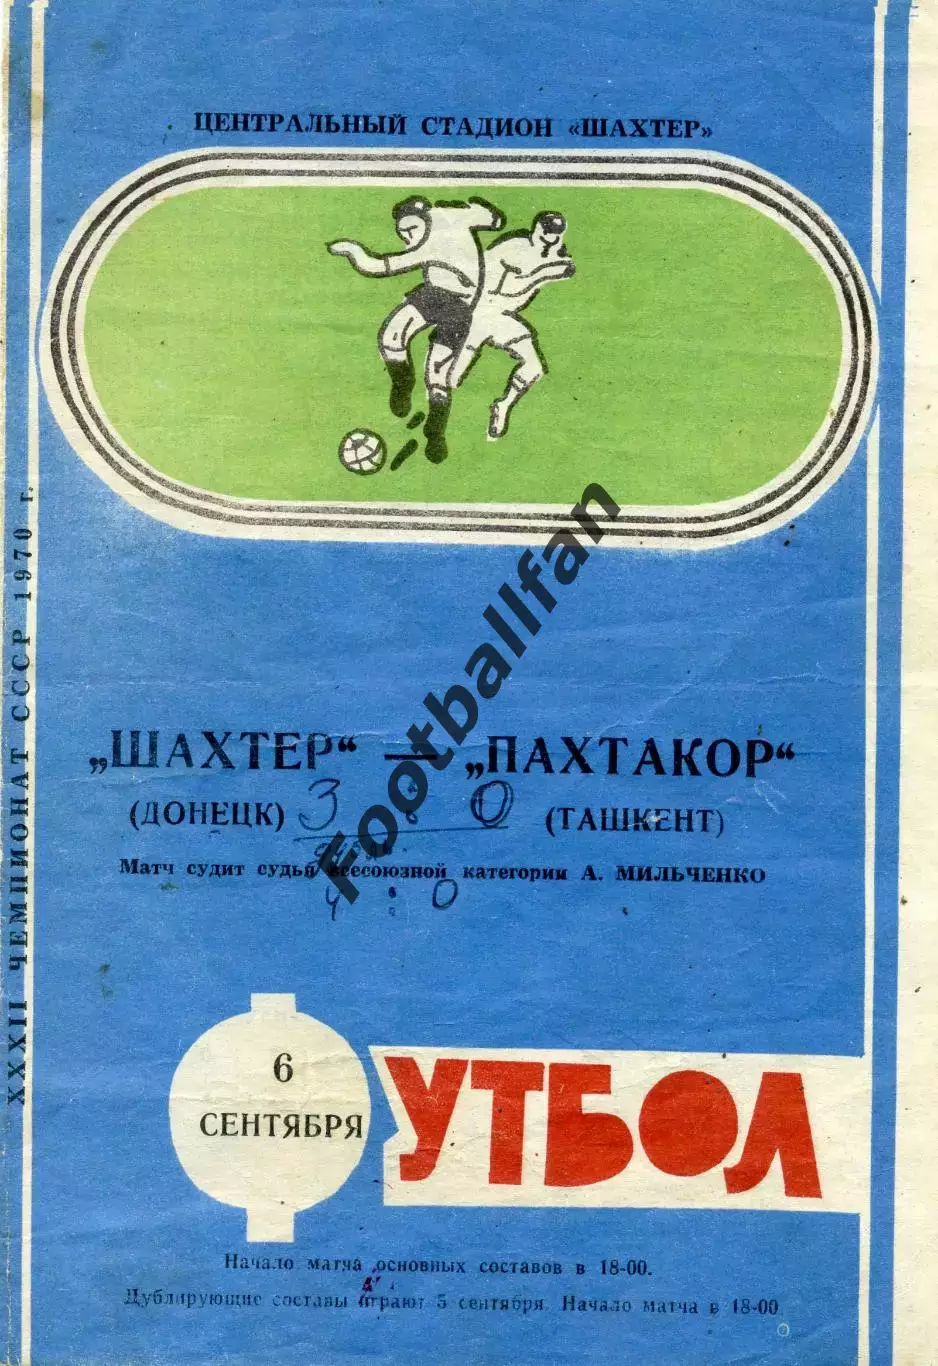 ЦЕНТРАЛЬНЫЙ СТАДИОН «ШАХТЕР»
XXXII ЧЕМПИОНАТ СССР 1970 г.
Footballfan
„ШАХТЕР“ — „ПАХТАКОР“
(ДОНЕЦК) 3 : 0 (ТАШКЕНТ)
Матч судит судья всесоюзной категории А. МИЛЬЧЕНКО
4 : 0
6
СЕНТЯБРЯ
УТБОЛ
Начало матча основных составов в 18-00.
Дублирующие составы играют 5 сентября. Начало матча в 18-00